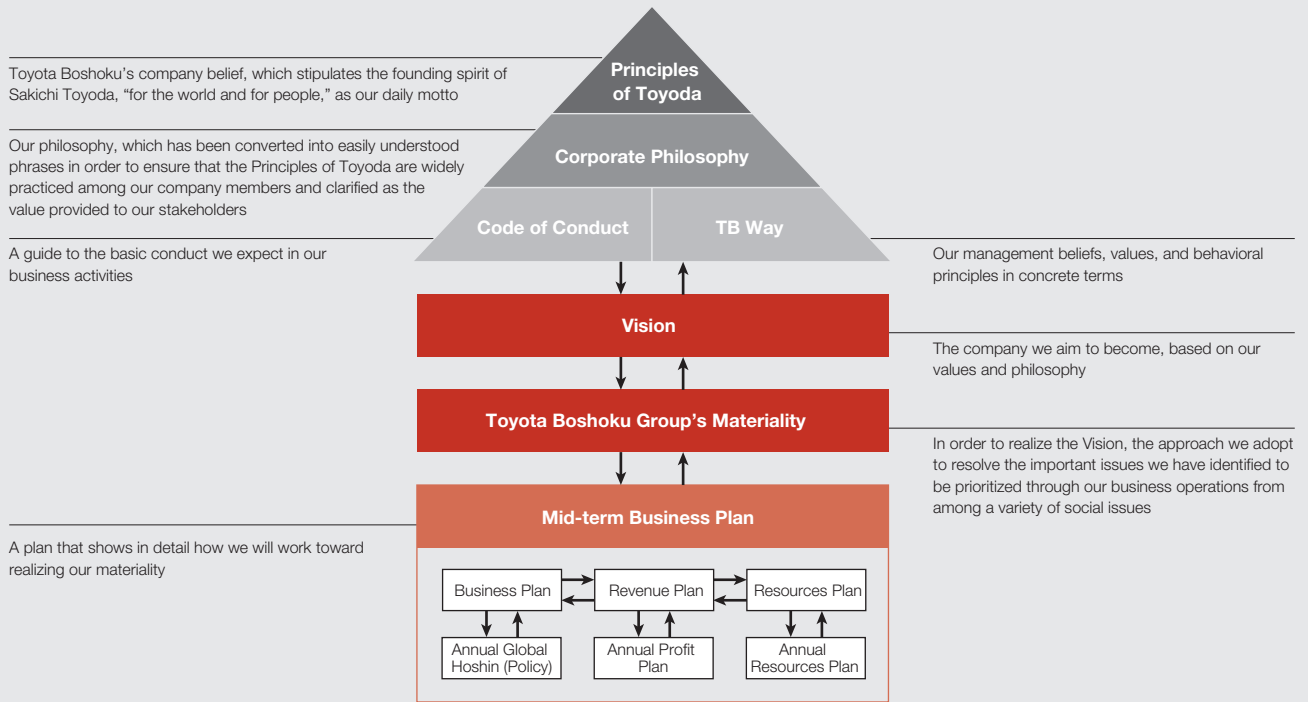 Principles
of Toyoda
Toyota Boshoku's company belief, which stipulates the founding spirit of
Sakichi Toyoda, “for the world and for people,” as our daily motto
Corporate Philosophy
Our philosophy, which has been converted into easily understood
phrases in order to ensure that the Principles of Toyoda are widely
practiced among our company members and clarified as the
value provided to our stakeholders
Code of Conduct
TB Way
A guide to the basic conduct we expect in our
business activities
Our management beliefs, values, and behavioral
principles in concrete terms
Vision
The company we aim to become, based on our
values and philosophy
Toyota Boshoku Group's Materiality
In order to realize the Vision, the approach we adopt
to resolve the important issues we have identified to
be prioritized through our business operations from
among a variety of social issues
Mid-term Business Plan
A plan that shows in detail how we will work toward
realizing our materiality
Business Plan
Revenue Plan
Resources Plan
Annual Global
Hoshin (Policy)
Annual Profit
Plan
Annual
Resources Plan